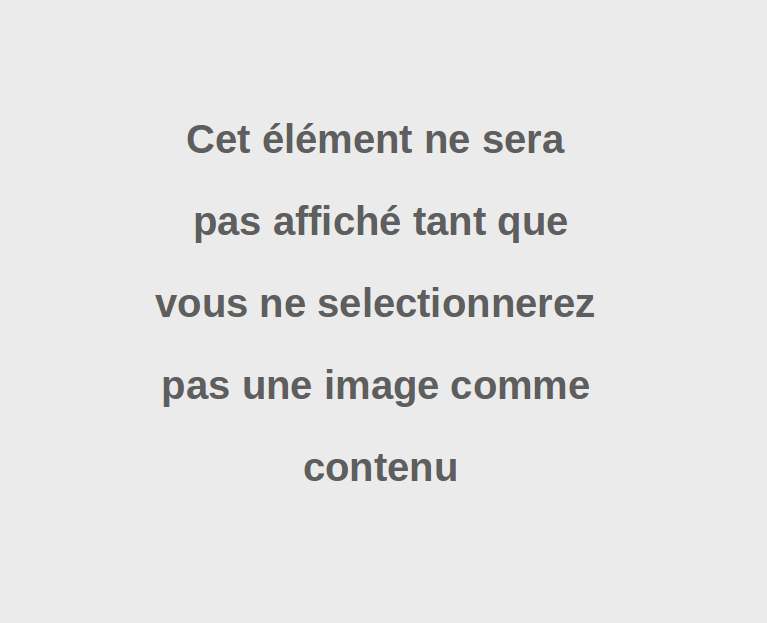 Cet élément ne sera
pas affiché tant que
vous ne selectionnerez
pas une image comme
contenu